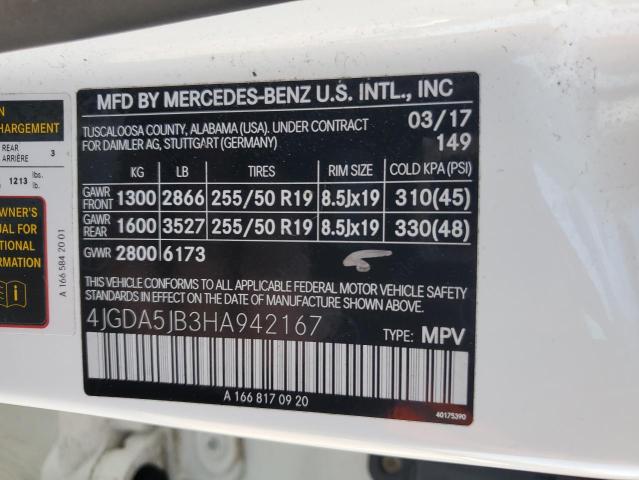 MFD BY MERCEDES-BENZ U.S. INTL., INC
TUSCALOOSA COUNTY, ALABAMA (USA). UNDER CONTRACT
FOR DAIMLER AG, STUTTGART (GERMANY)
03/17
149
KG LB TIRES RIM SIZE COLD KPA (PSI)
GAWR FRONT 1300 2866 255/50 R19 8.5Jx19 310(45)
GAWR REAR 1600 3527 255/50 R19 8.5Jx19 330(48)
GVWR 2800 6173
THIS VEHICLE CONFORMS TO ALL APPLICABLE FEDERAL MOTOR VEHICLE SAFETY
AND THEFT PREVENTION STANDARDS IN EFFECT ON THE DATE OF MANUFACTURE
SHOWN ABOVE.
4JGDA5JB3HA942167
TYPE: MPV
A 166 817 09 20
40175390
HARGEMENT
REAR
ARRIÈRE 3
1213 lbs.
lb.
WNER'S
UAL FOR
TIONAL
RMATION
A 166 584 20 01